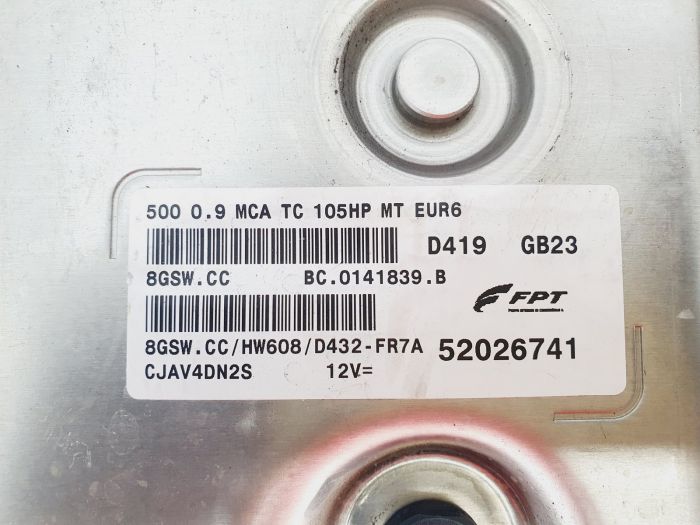 500 0.9 MCA TC 105HP MT EUR6
D419 GB23
8GSW.CC BC.0141839.B
FPT
8GSW.CC/HW608/D432-FR7A 52026741
CJAV4DN2S 12V=